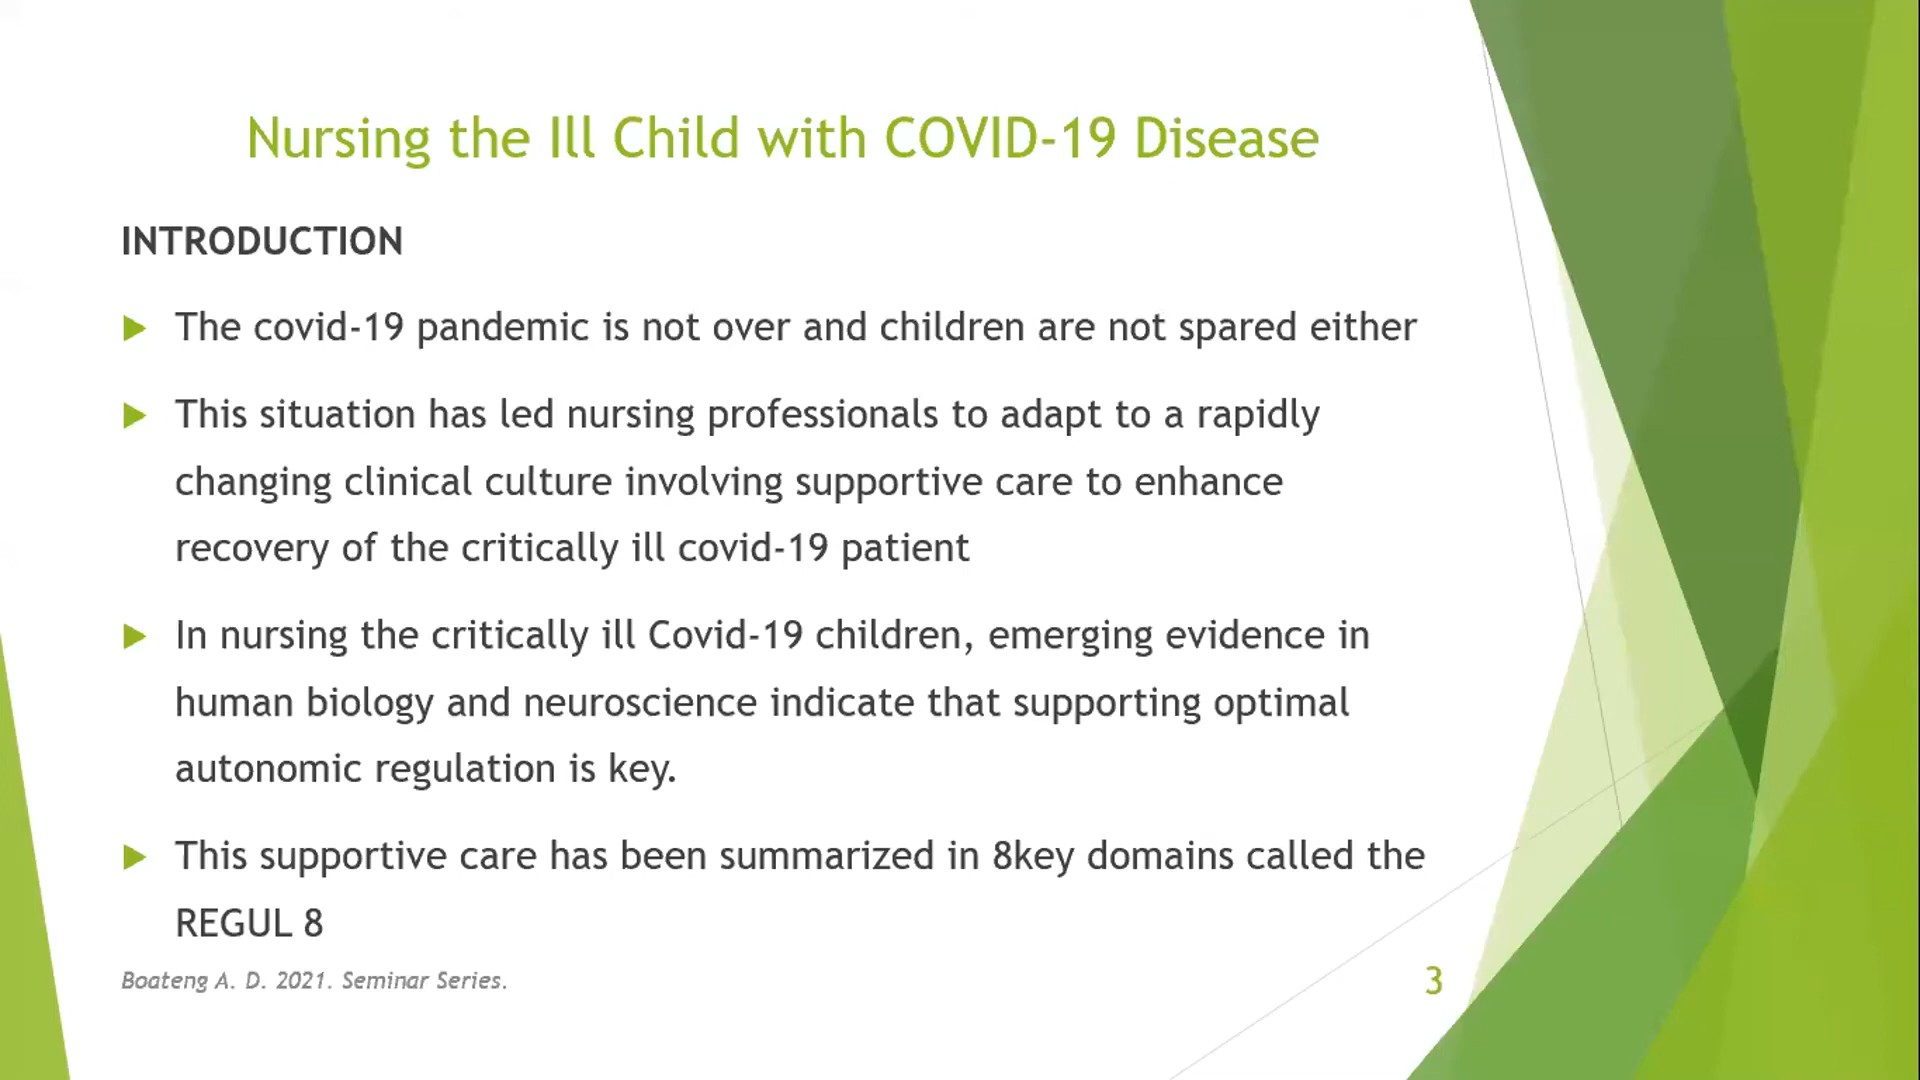 Nursing the Ill Child with COVID-19 Disease
INTRODUCTION
The covid-19 pandemic is not over and children are not spared either
This situation has led nursing professionals to adapt to a rapidly
changing clinical culture involving supportive care to enhance
recovery of the critically ill covid-19 patient
In nursing the critically ill Covid-19 children, emerging evidence in
human biology and neuroscience indicate that supporting optimal
autonomic regulation is key.
This supportive care has been summarized in 8key domains called the
REGUL 8
Boateng A. D. 2021. Seminar Series.
3